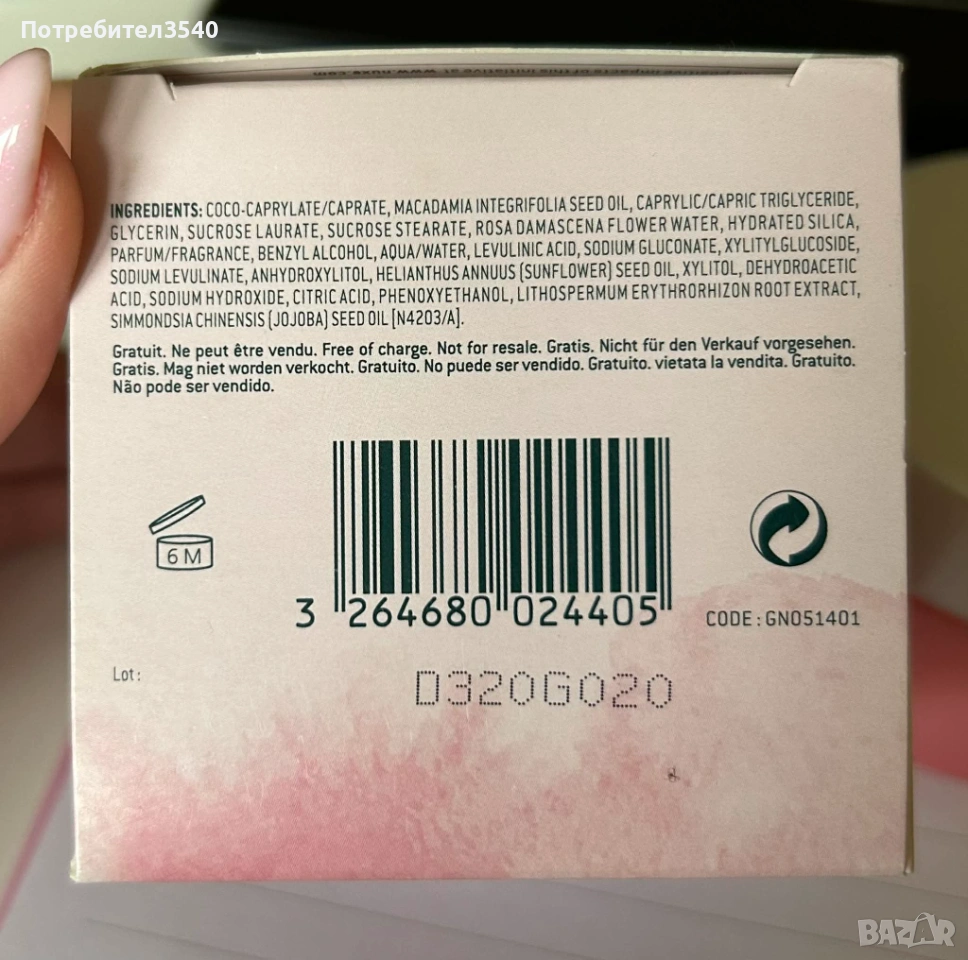 Потребител3540
INGREDIENTS: COCO-CAPRYLATE/CAPRATE, MACADAMIA INTEGRIFOLIA SEED OIL, CAPRYLIC/CAPRIC TRIGLYCERIDE,
GLYCERIN, SUCROSE LAURATE, SUCROSE STEARATE, ROSA DAMASCENA FLOWER WATER, HYDRATED SILICA,
PARFUM/FRAGRANCE, BENZYL ALCOHOL, AQUA/WATER, LEVULINIC ACID, SODIUM GLUCONATE, XYLITYLGLUCOSIDE,
SODIUM LEVULINATE, ANHYDROXYLITOL, HELIANTHUS ANNUUS (SUNFLOWER) SEED OIL, XYLITOL, DEHYDROACETIC
ACID, SODIUM HYDROXIDE, CITRIC ACID, PHENOXYETHANOL, LITHOSPERMUM ERYTHRORHIZON ROOT EXTRACT,
SIMMONDSIA CHINENSIS (JOJOBA) SEED OIL [N4203/A].
Gratuit. Ne peut être vendu. Free of charge. Not for resale. Gratis. Nicht für den Verkauf vorgesehen.
Gratis. Mag niet worden verkocht. Gratuito. No puede ser vendido. Gratuito. vietata la vendita. Gratuito.
Não pode ser vendido.
6 M
3 264680 024405
CODE : GN051401
Lot:
D320G020
BAZAR